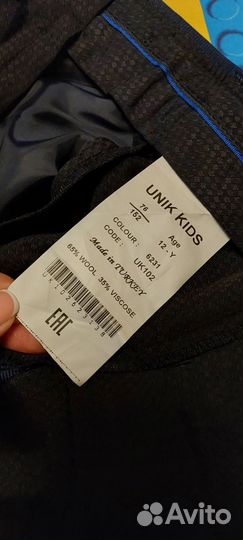 UNIK KIDS
76
152
Age
12 - Y
COLOUR : 6231
CODE : UK102
Made in TURKEY
65% WOOL 35% VISCOSE
EAC
Avito